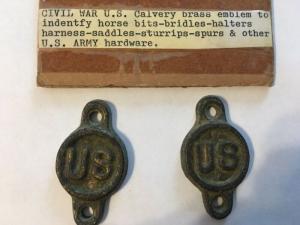 CIVIL WAR U.S. Calvery brass emblem to
indentfy horse bits-bridles-halters
harness-saddles-sturrips-spurs & other
U.S. ARMY hardware.
US
US